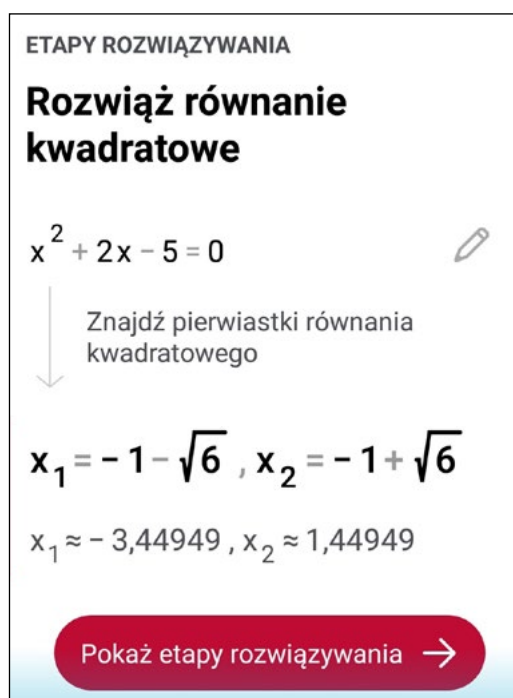 ETAPY ROZWIĄZYWANIA
Rozwiąż równanie
kwadratowe
x² + 2x − 5 = 0
Znajdź pierwiastki równania
kwadratowego
x₁ = − 1 − √6 , x₂ = − 1 + √6
x₁ ≈ − 3,44949 , x₂ ≈ 1,44949
Pokaż etapy rozwiązywania →